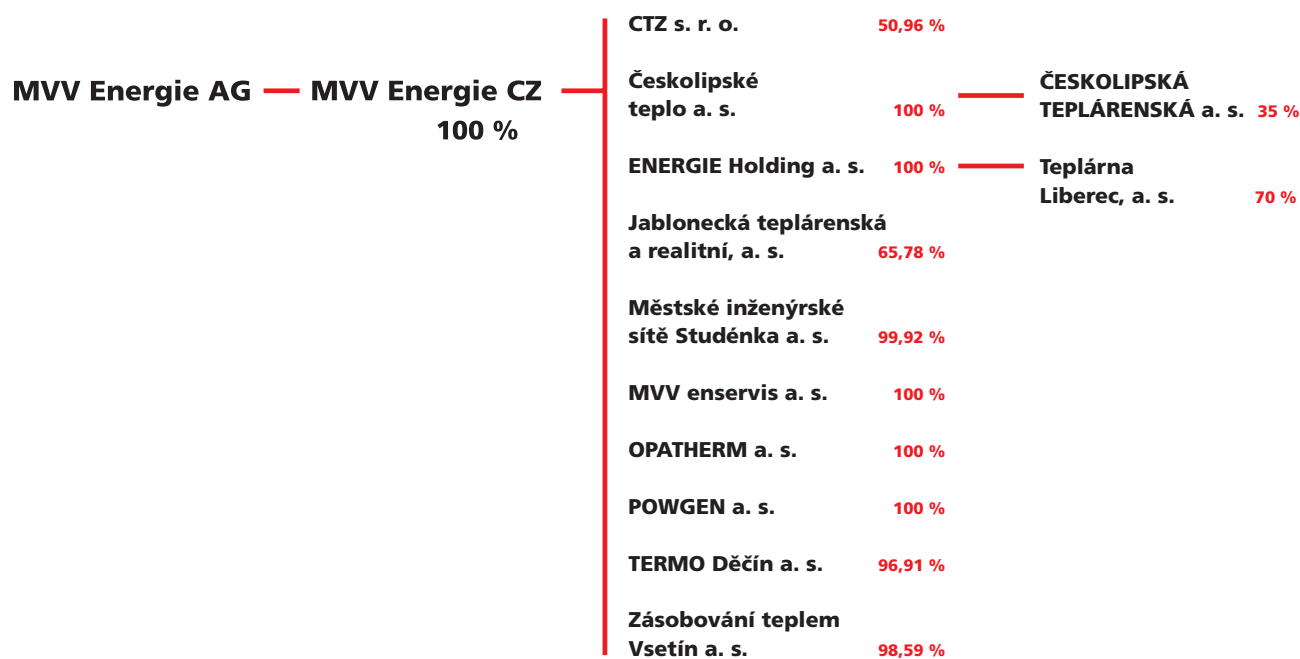 MVV Energie AG
MVV Energie CZ
100 %
CTZ s. r. o. 50,96 %
Českolipské
teplo a. s. 100 %
ČESKOLIPSKÁ
TEPLÁRENSKÁ a. s. 35 %
ENERGIE Holding a. s. 100 %
Teplárna
Liberec, a. s. 70 %
Jablonecká teplárenská
a realitní, a. s. 65,78 %
Městské inženýrské
sítě Studénka a. s. 99,92 %
MVV enservis a. s. 100 %
OPATHERM a. s. 100 %
POWGEN a. s. 100 %
TERMO Děčín a. s. 96,91 %
Zásobování teplem
Vsetín a. s. 98,59 %